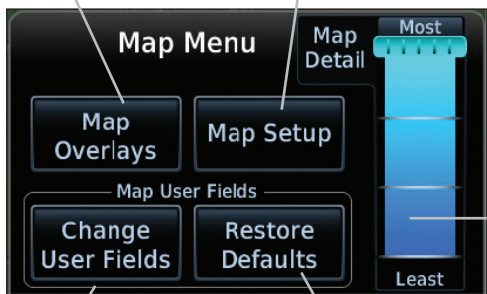 Map Menu
Map
Detail
Most
Map
Overlays
Map Setup
Map User Fields
Change
User Fields
Restore
Defaults
Least